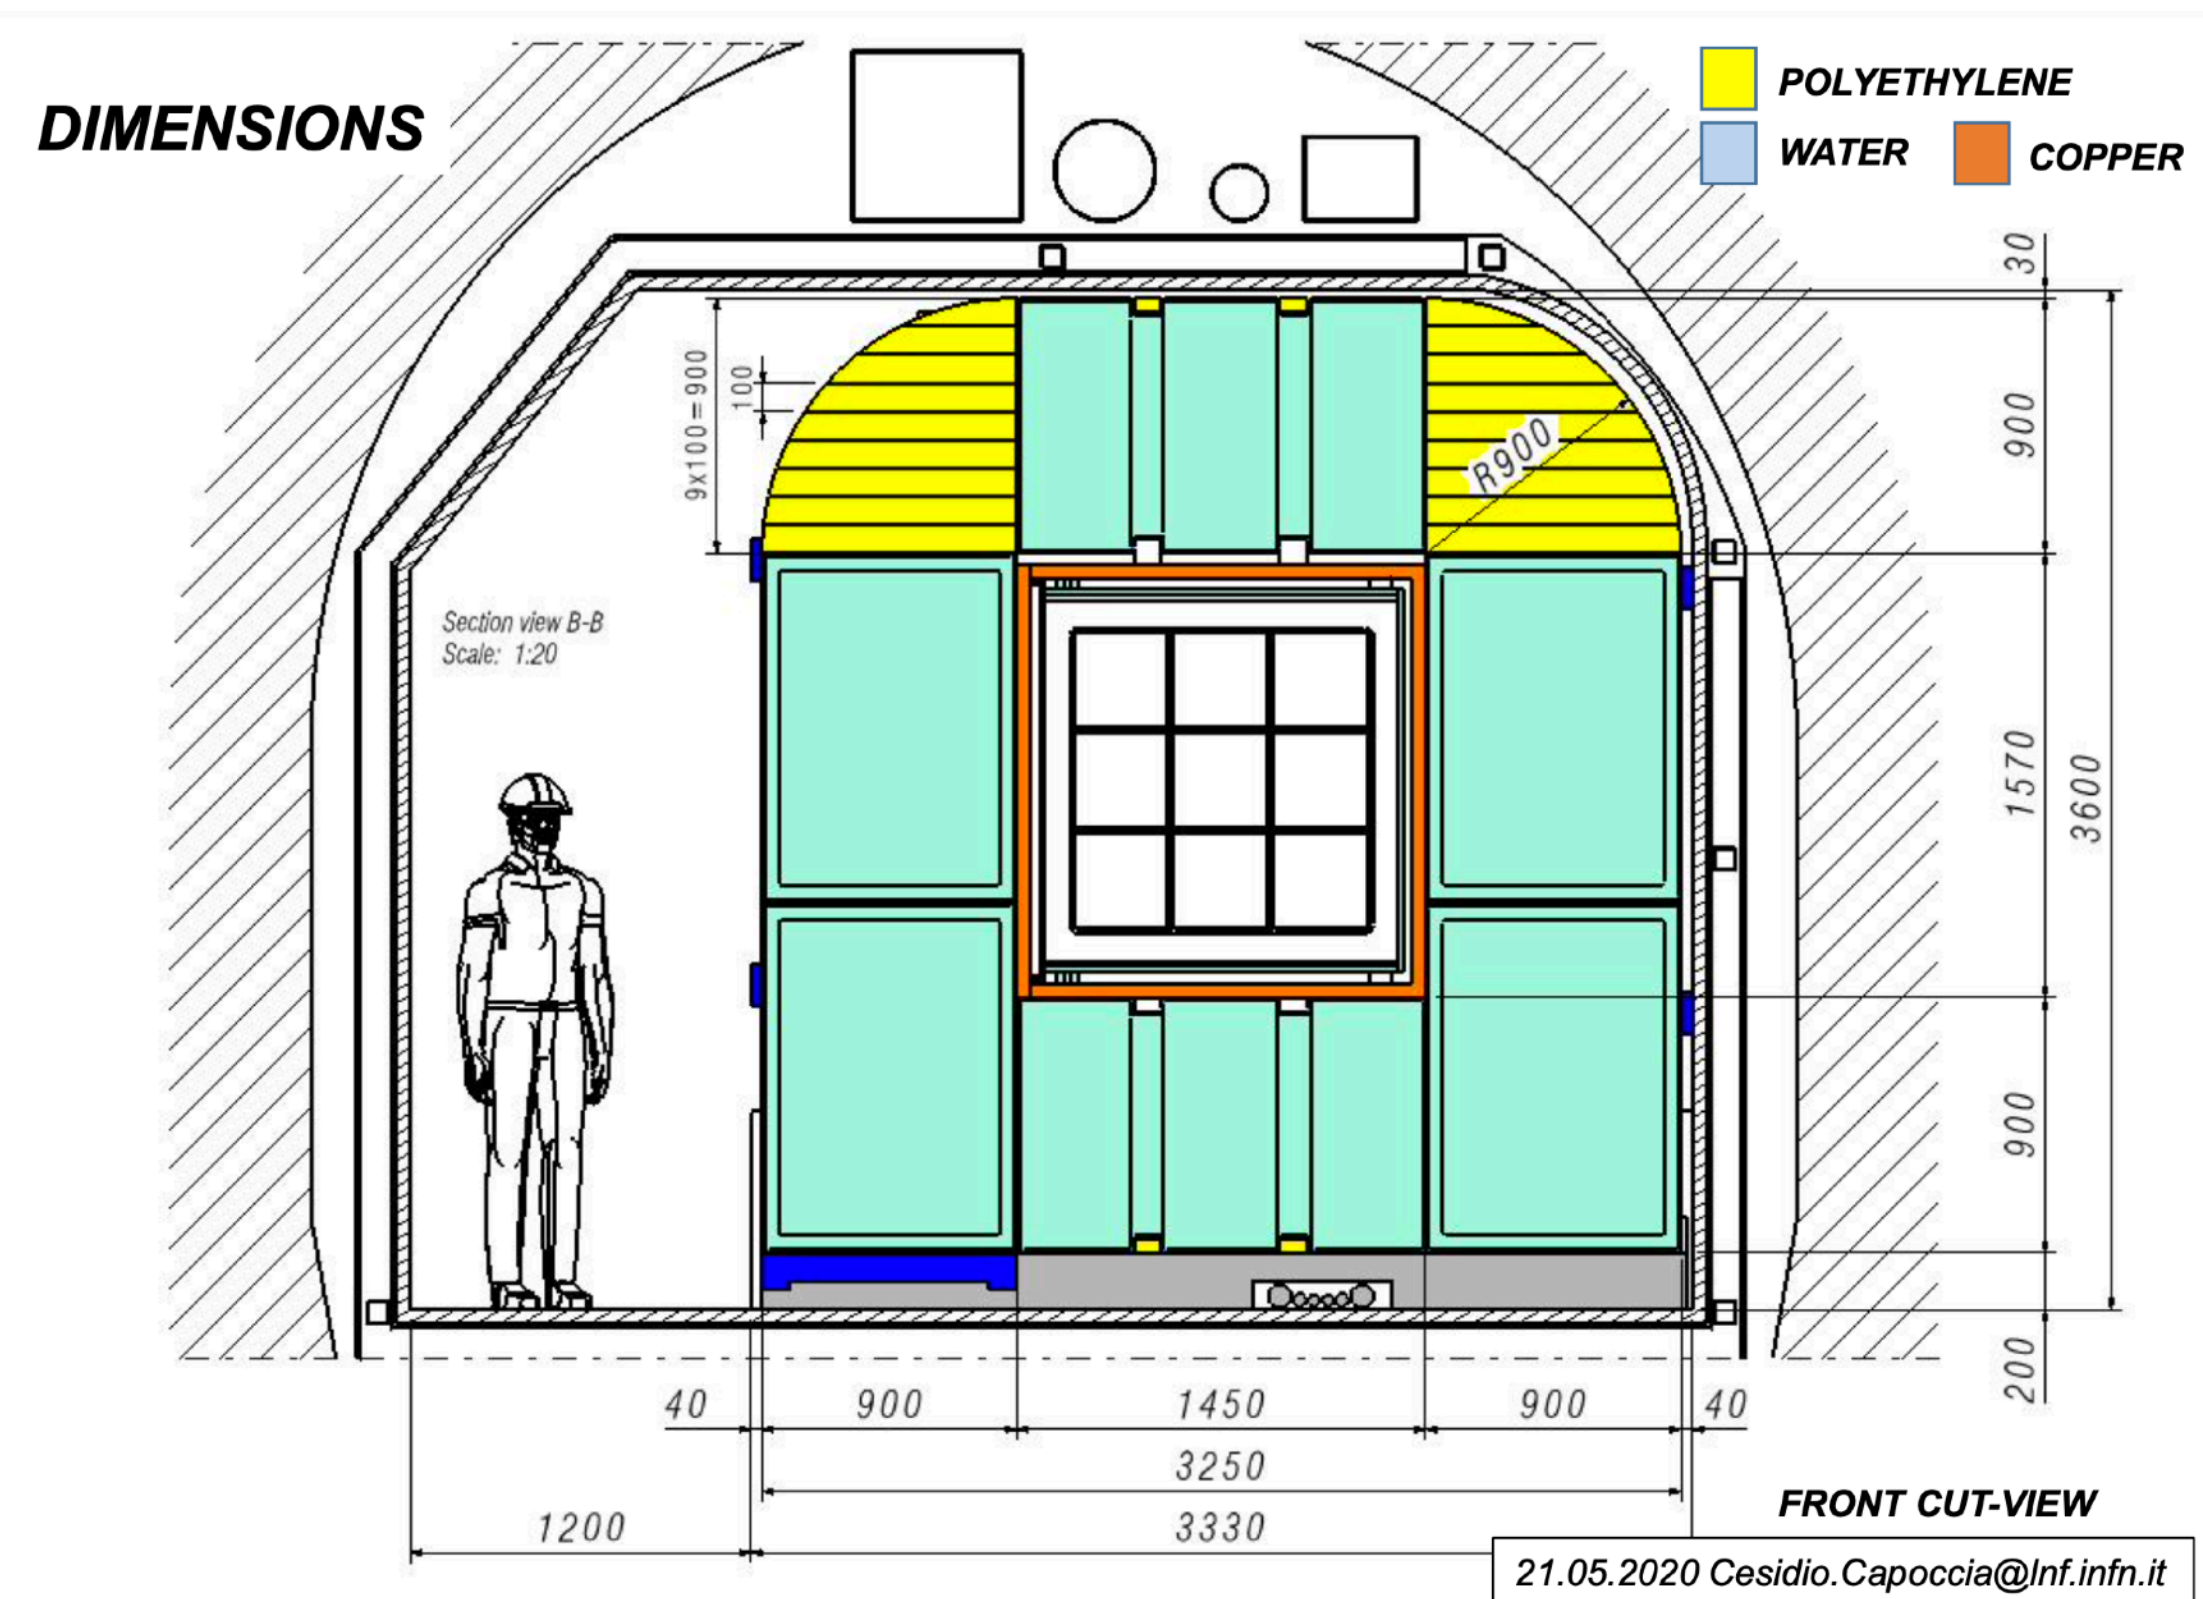 DIMENSIONS
POLYETHYLENE
WATER
COPPER
30
9x100=900
100
R900
900
Section view B-B
Scale: 1:20
1570
3600
900
200
40
900
1450
900
40
3250
1200
3330
FRONT CUT-VIEW
21.05.2020 Cesidio.Capoccia@lnf.infn.it